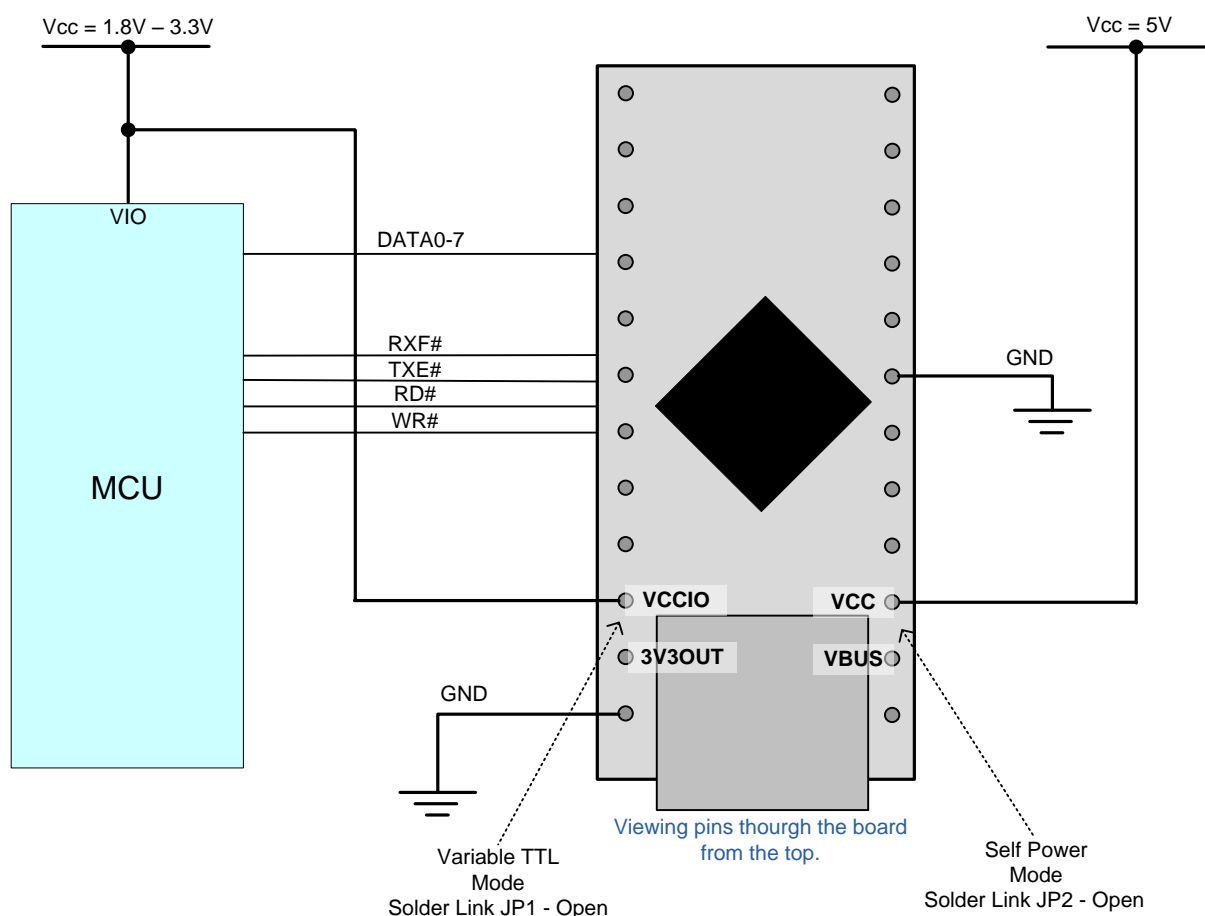 Vcc = 1.8V – 3.3V
Vcc = 5V
VIO
DATA0-7
RXF#
TXE#
RD#
WR#
GND
MCU
VCCIO
VCC
3V3OUT
VBUS
GND
Viewing pins thourgh the board
from the top.
Variable TTL
Mode
Solder Link JP1 - Open
Self Power
Mode
Solder Link JP2 - Open